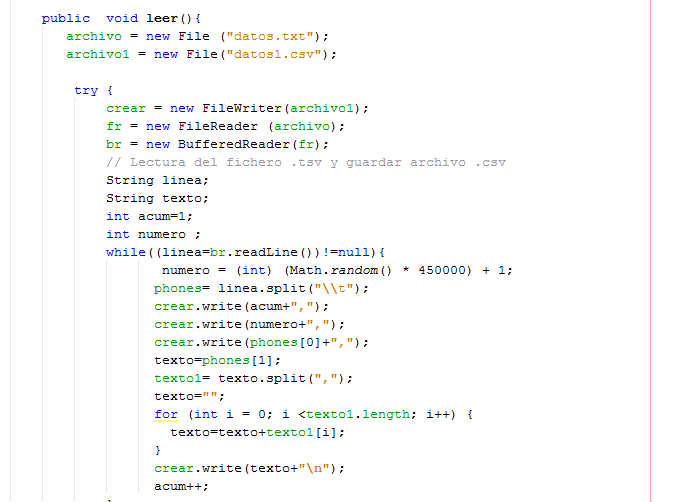 public  void leer(){
archivo = new File ("datos.txt");
archivo1 = new File("datos1.csv");
try {
crear = new FileWriter(archivo1);
fr = new FileReader (archivo);
br = new BufferedReader(fr);
// Lectura del fichero .tsv y guardar archivo .csv
String linea;
String texto;
int acum=1;
int numero ;
while((linea=br.readLine())!=null){
numero = (int) (Math.random() * 450000) + 1;
phones= linea.split("\\t");
crear.write(acum+",");
crear.write(numero+",");
crear.write(phones[0]+",");
texto=phones[1];
texto1= texto.split(",");
texto="";
for (int i = 0; i <texto1.length; i++) {
texto=texto+texto1[i];
}
crear.write(texto+"\n");
acum++;